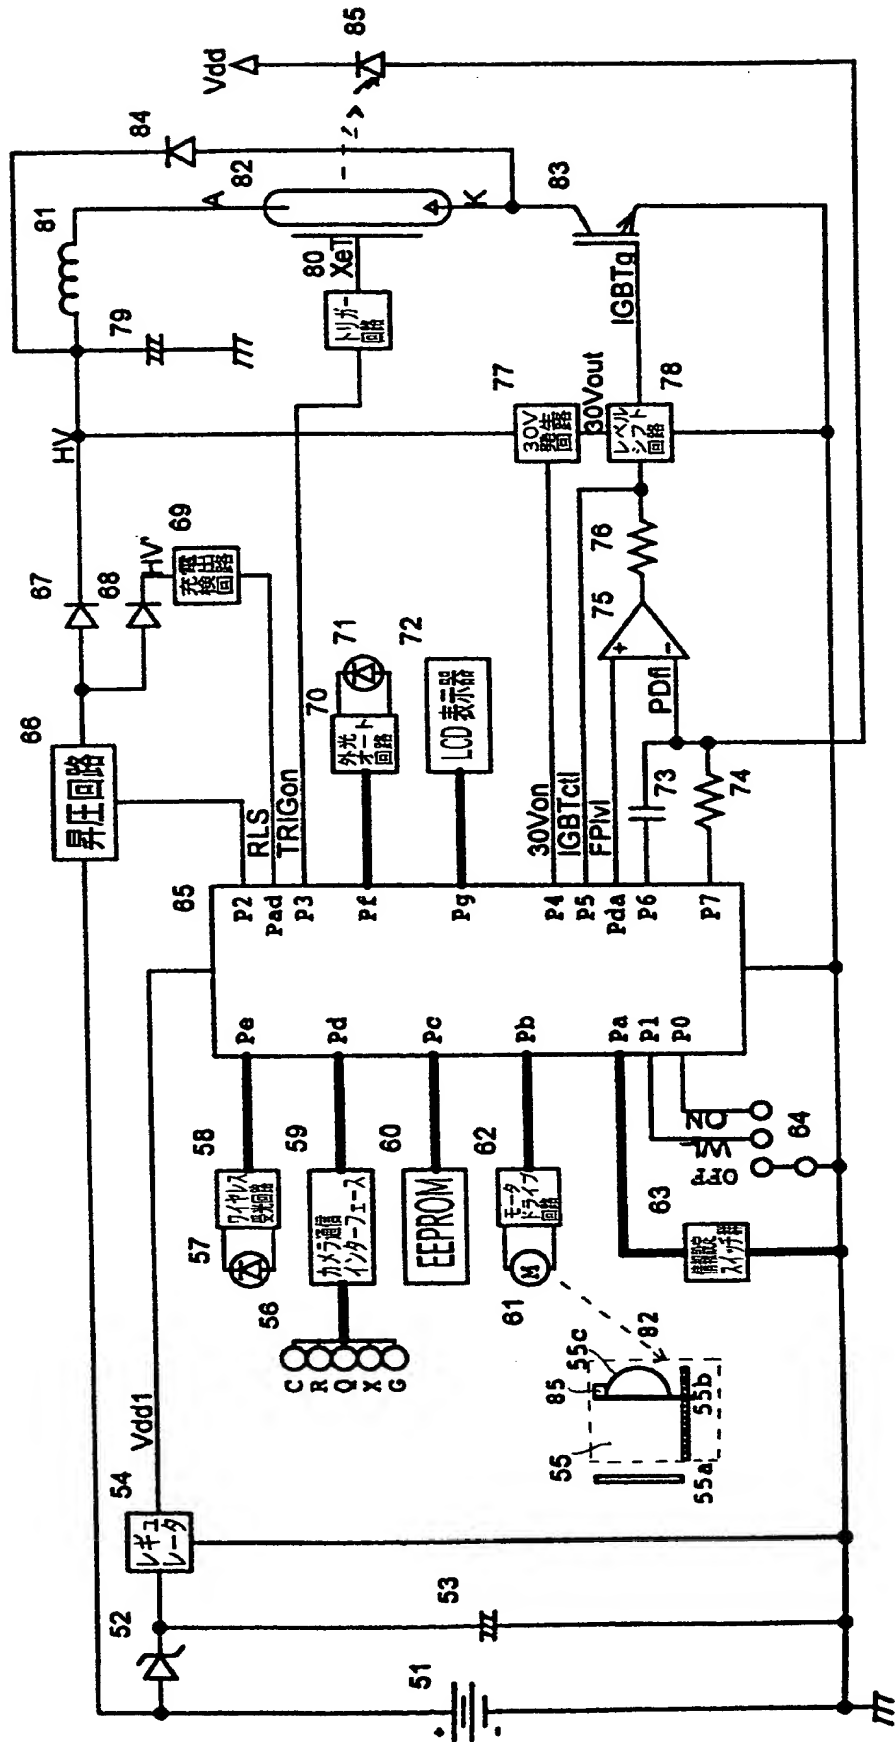 51
+
-
52
53
54
レギュ
レータ
Vdd1
55
55a
55b
55c
85
82
56
C
R
Q
X
G
57
58
ワイヤレス
受光回路
59
カメラ通信
インターフェース
60
EEPROM
61
M
62
モータ
ドライブ
回路
63
情報設定
スイッチ群
64
OFF
WL
ON
65
Pe
Pd
Pc
Pb
Pa
P1
P0
P2
Pad
P3
Pf
Pg
P4
P5
Pda
P6
P7
RLS
TRIGon
30Von
IGBTctl
FPlvl
66
昇圧回路
67
68
HV'
69
充電
検出
回路
70
外光
オート
回路
71
72
LCD 表示器
73
74
PDfl
75
+
-
76
77
30V
発生
回路
30Vout
78
レベル
シフト
回路
IGBTg
HV
79
80
XeT
トリガー
回路
81
A
82
K
83
84
Vdd
85